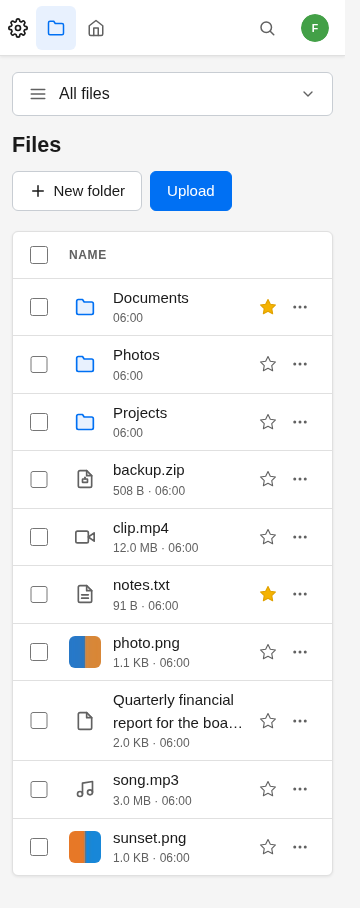 F
All files
Files
New folder
Upload
NAME
Documents
06:00
Photos
06:00
Projects
06:00
backup.zip
508 B · 06:00
clip.mp4
12.0 MB · 06:00
notes.txt
91 B · 06:00
photo.png
1.1 KB · 06:00
Quarterly financial
report for the boa…
2.0 KB · 06:00
song.mp3
3.0 MB · 06:00
sunset.png
1.0 KB · 06:00